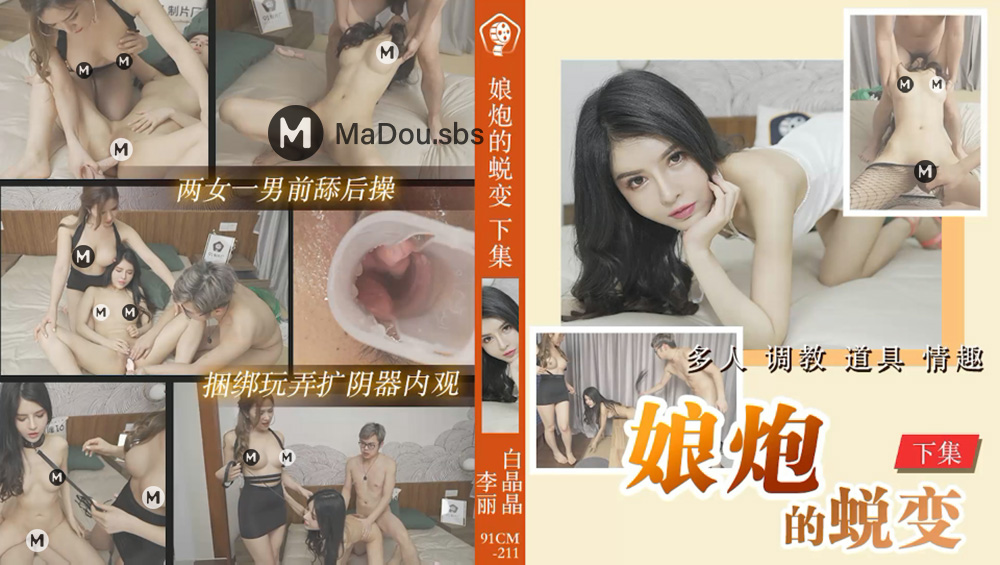 制片厂
MaDou.sbs
两女一男前舔后操
捆绑玩弄扩阴器内观
娘炮的蜕变 下集
白晶晶
李丽
91CM
-211
多人 调教 道具 情趣
娘炮
下集
的蜕变